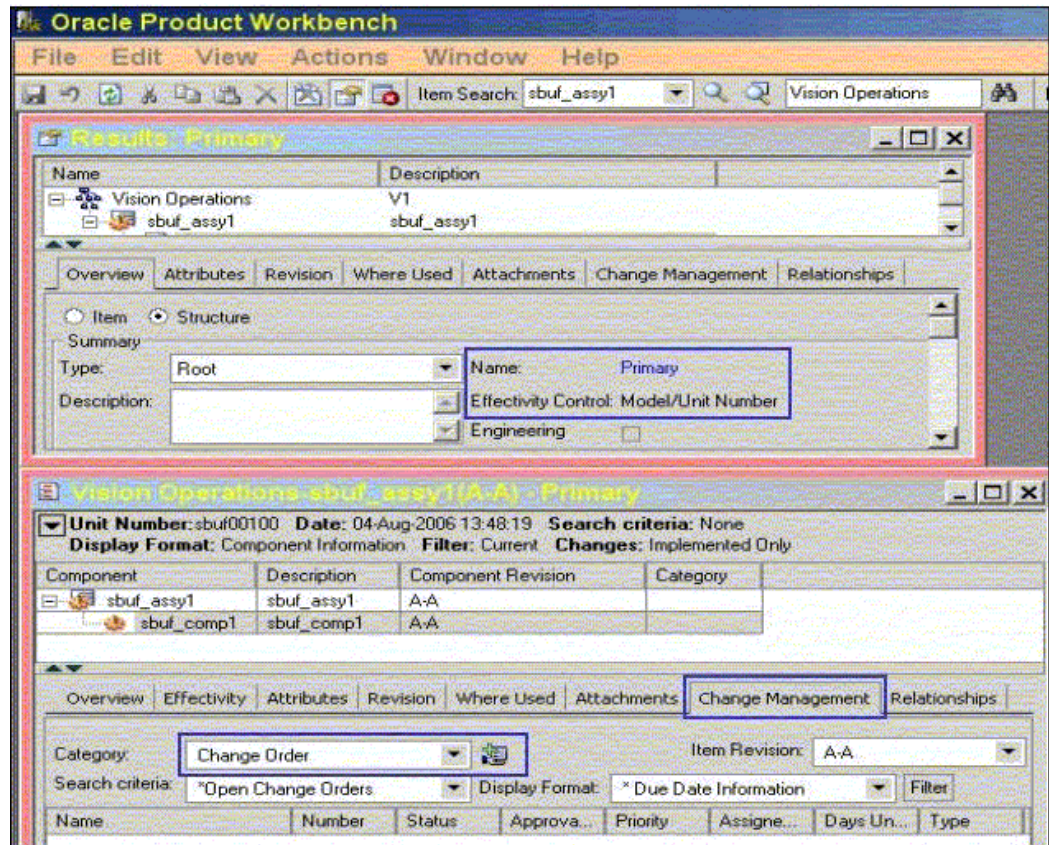 Oracle Product Workbench
File Edit View Actions Window Help
Item Search: sbuf_assy1 Vision Operations
Results: Primary
Name Description
Vision Operations V1
sbuf_assy1 sbuf_assy1
Overview Attributes Revision Where Used Attachments Change Management Relationships
Item Structure
Summary
Type: Root Name: Primary
Description: Effectivity Control: Model/Unit Number
Engineering
Vision Operations-sbuf_assy1(A-A) - Primary
Unit Number:sbuf00100 Date: 04-Aug-2006 13:48:19 Search criteria: None
Display Format: Component Information Filter: Current Changes: Implemented Only
Component Description Component Revision Category
sbuf_assy1 sbuf_assy1 A-A
sbuf_comp1 sbuf_comp1 A-A
Overview Effectivity Attributes Revision Where Used Attachments Change Management Relationships
Category: Change Order Item Revision: A-A
Search criteria: *Open Change Orders Display Format: * Due Date Information Filter
Name Number Status Approva... Priority Assigne... Days Un... Type